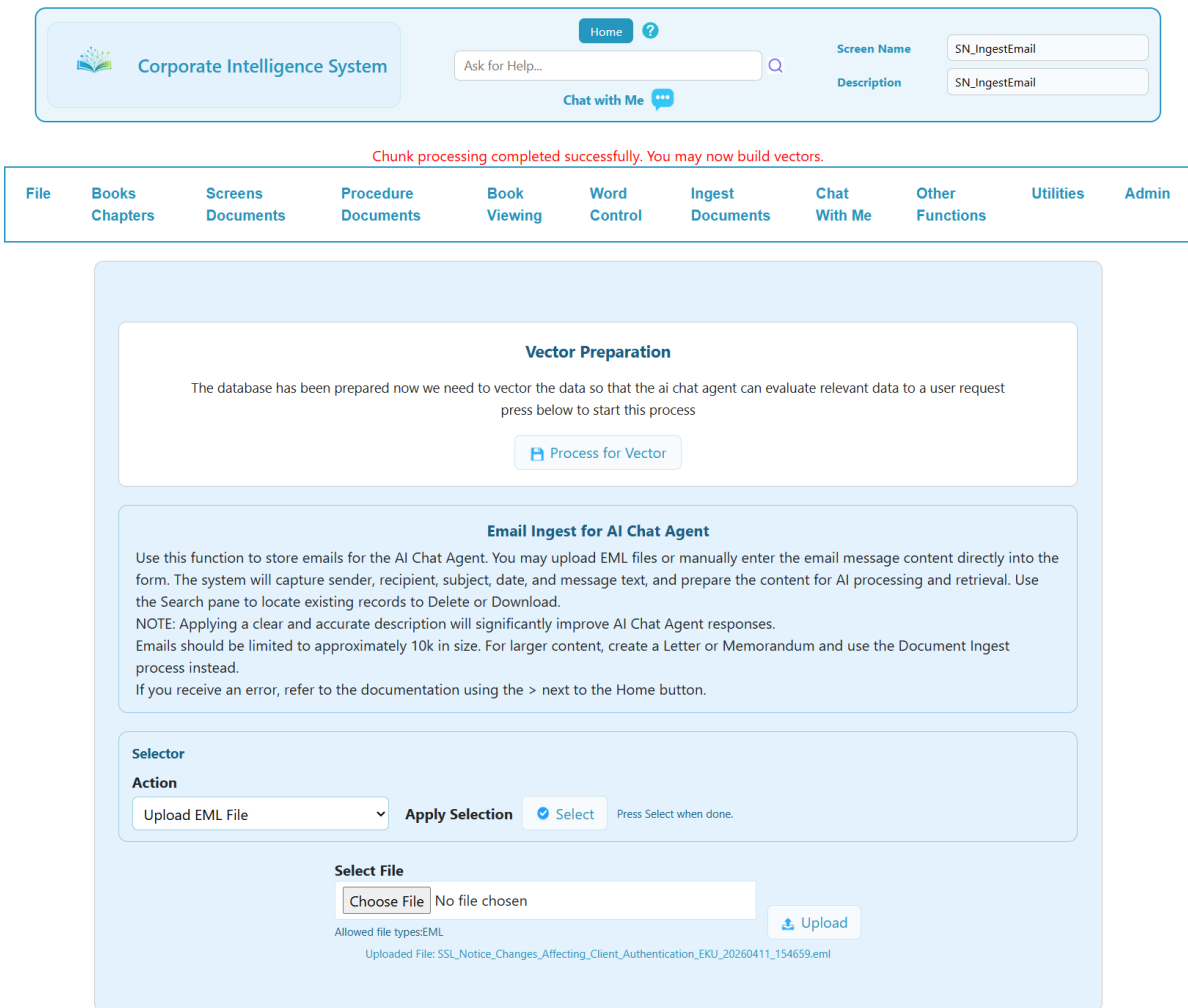 Corporate Intelligence System
Home ?
Ask for Help...
Chat with Me
Screen Name SN_IngestEmail
Description SN_IngestEmail
Chunk processing completed successfully. You may now build vectors.
File
Books Chapters
Screens Documents
Procedure Documents
Book Viewing
Word Control
Ingest Documents
Chat With Me
Other Functions
Utilities
Admin
Vector Preparation
The database has been prepared now we need to vector the data so that the ai chat agent can evaluate relevant data to a user request
press below to start this process
Process for Vector
Email Ingest for AI Chat Agent
Use this function to store emails for the AI Chat Agent. You may upload EML files or manually enter the email message content directly into the
form. The system will capture sender, recipient, subject, date, and message text, and prepare the content for AI processing and retrieval. Use
the Search pane to locate existing records to Delete or Download.
NOTE: Applying a clear and accurate description will significantly improve AI Chat Agent responses.
Emails should be limited to approximately 10k in size. For larger content, create a Letter or Memorandum and use the Document Ingest
process instead.
If you receive an error, refer to the documentation using the > next to the Home button.
Selector
Action
Upload EML File
Apply Selection
Select
Press Select when done.
Select File
Choose File No file chosen
Upload
Allowed file types:EML
Uploaded File: SSL_Notice_Changes_Affecting_Client_Authentication_EKU_20260411_154659.eml